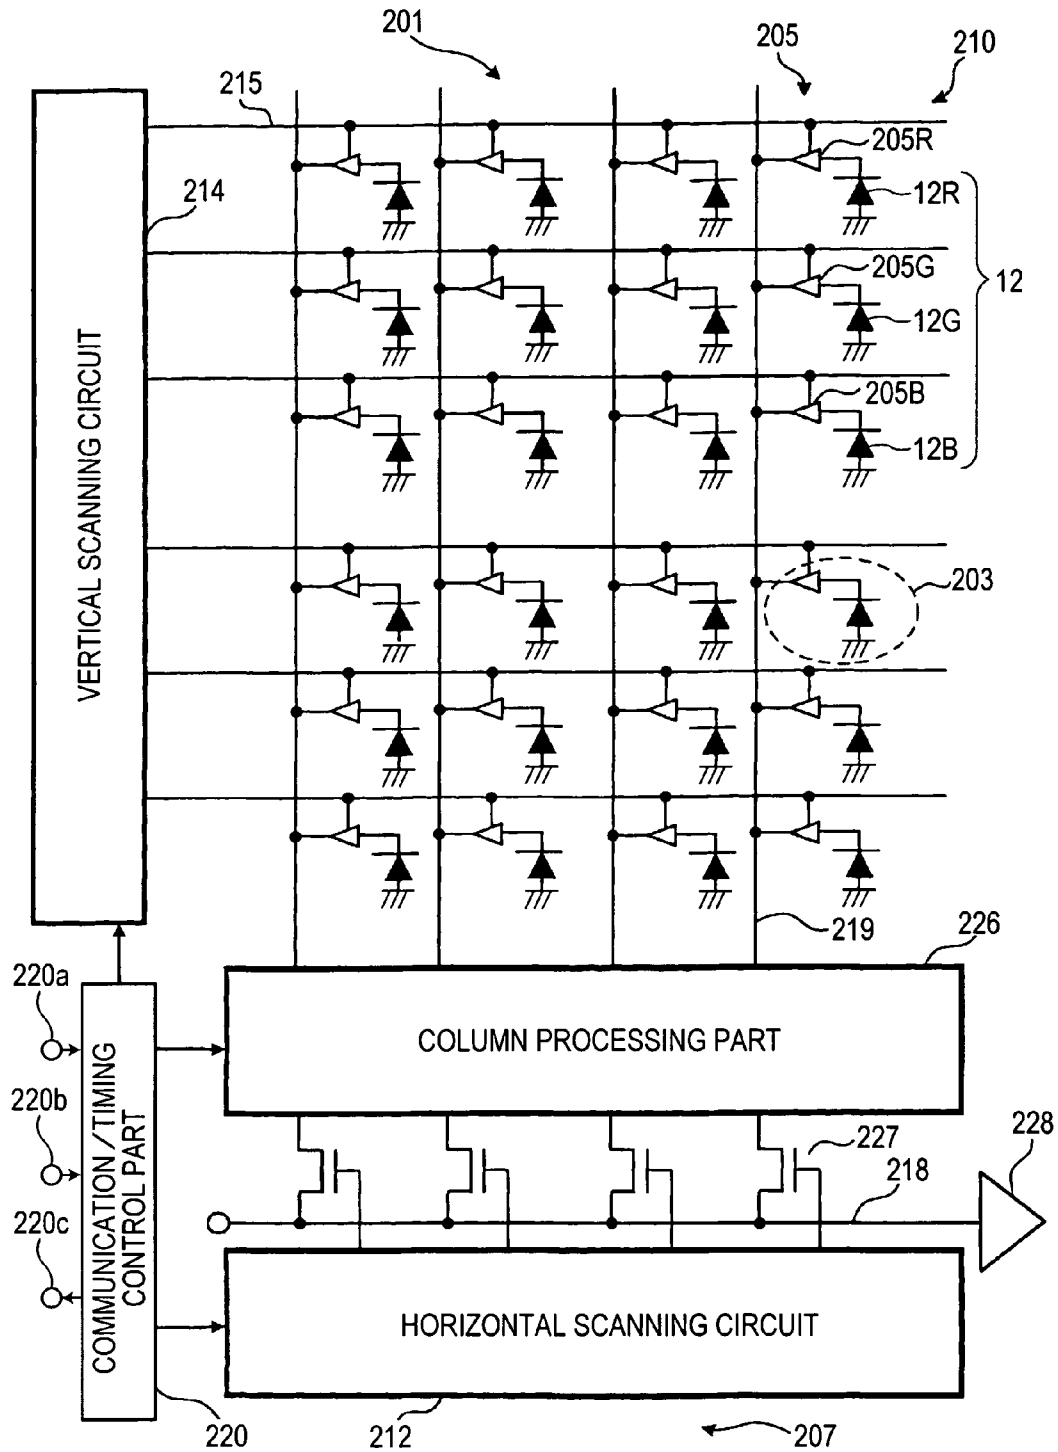 201
205
210
215
205R
12R
214
205G
12
12G
205B
12B
VERTICAL SCANNING CIRCUIT
203
219
226
220a
COLUMN PROCESSING PART
220b
COMMUNICATION/TIMING
CONTROL PART
227
228
218
220c
HORIZONTAL SCANNING CIRCUIT
220
212
207